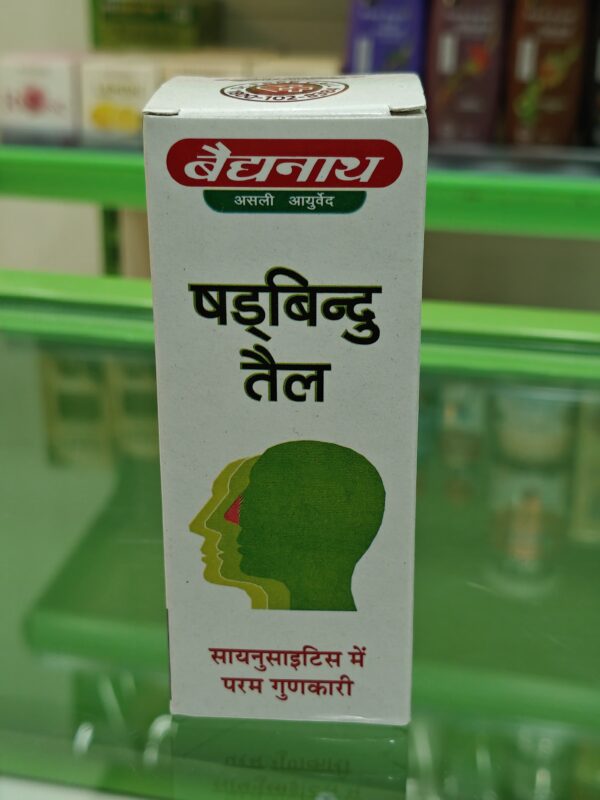 बैद्यनाथ
असली आयुर्वेद
षड्बिन्दु
तैल
सायनुसाइटिस में
परम गुणकारी